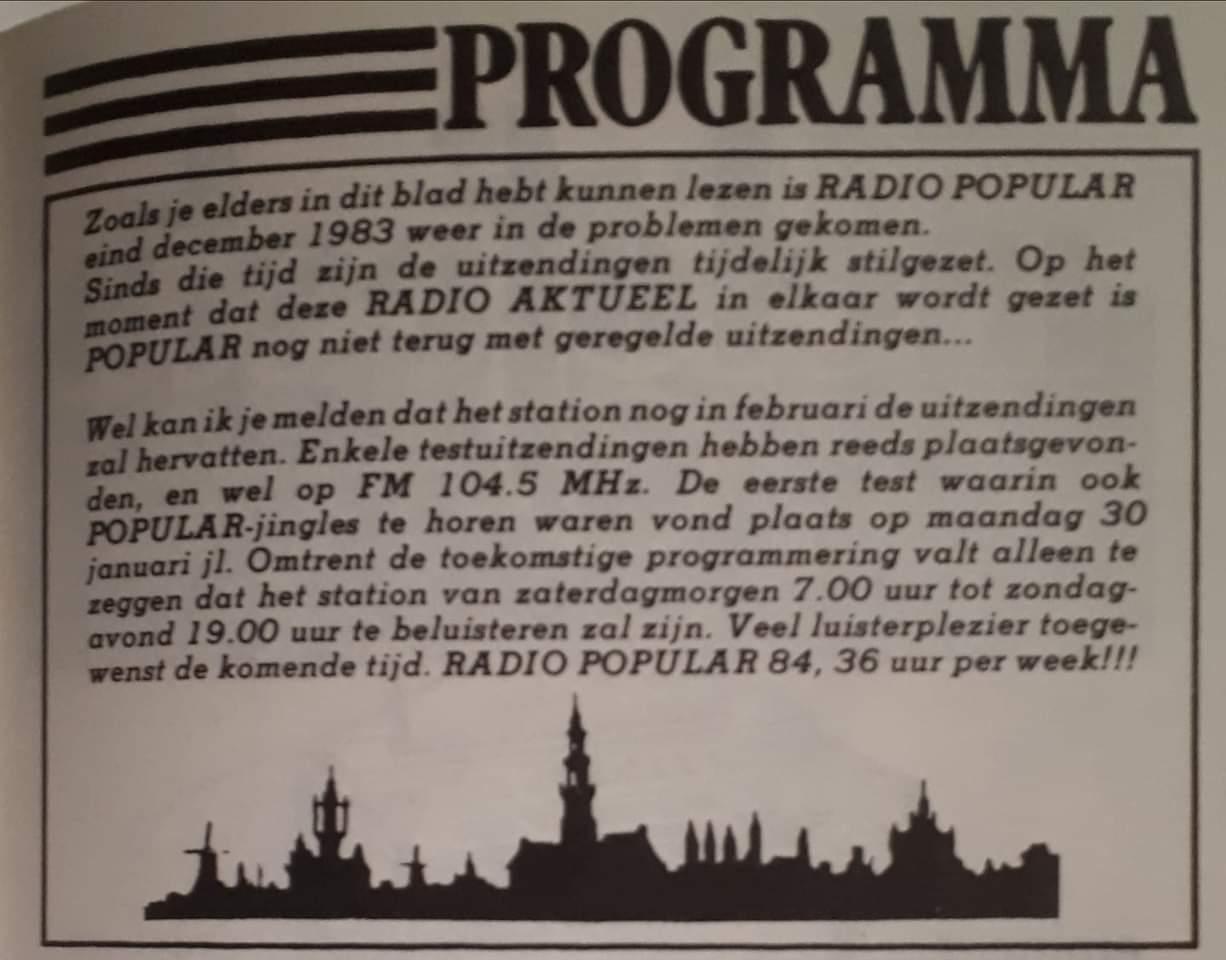 PROGRAMMA
Zoals je elders in dit blad hebt kunnen lezen is RADIO POPULAR
eind december 1983 weer in de problemen gekomen.
Sinds die tijd zijn de uitzendingen tijdelijk stilgezet. Op het
moment dat deze RADIO AKTUEEL in elkaar wordt gezet is
POPULAR nog niet terug met geregelde uitzendingen...
Wel kan ik je melden dat het station nog in februari de uitzendingen
zal hervatten. Enkele testuitzendingen hebben reeds plaatsgevon-
den, en wel op FM 104.5 MHz. De eerste test waarin ook
POPULAR-jingles te horen waren vond plaats op maandag 30
januari jl. Omtrent de toekomstige programmering valt alleen te
zeggen dat het station van zaterdagmorgen 7.00 uur tot zondag-
avond 19.00 uur te beluisteren zal zijn. Veel luisterplezier toege-
wenst de komende tijd. RADIO POPULAR 84, 36 uur per week!!!